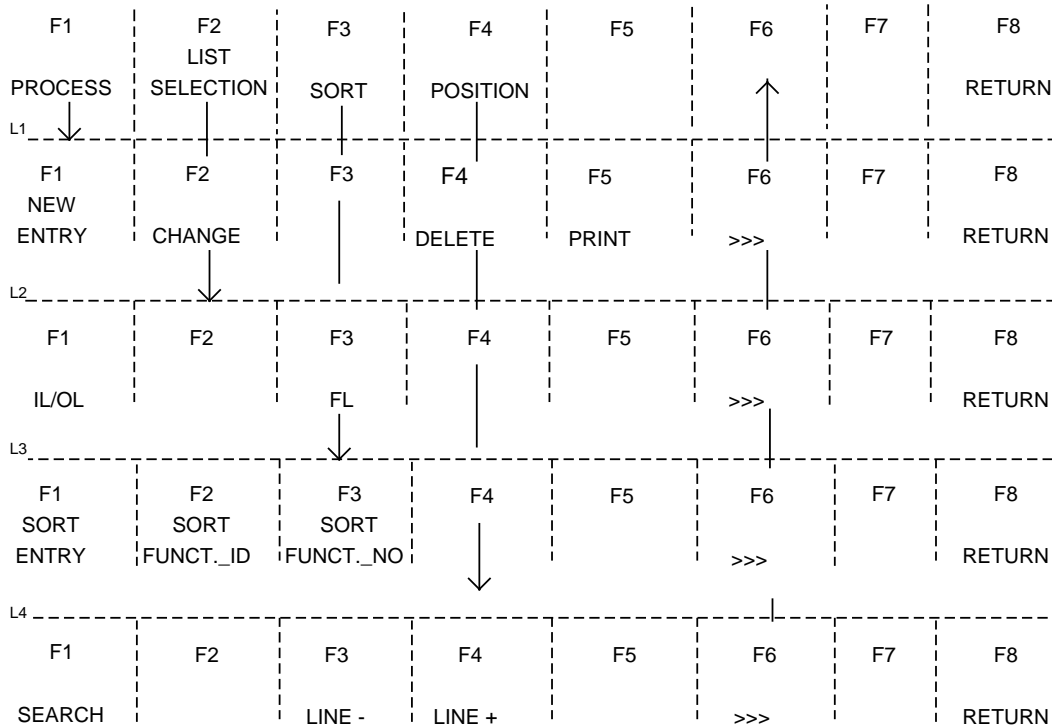 F1 F2 F3 F4 F5 F6 F7 F8
LIST
PROCESS SELECTION SORT POSITION RETURN
L1
F1 F2 F3 F4 F5 F6 F7 F8
NEW
ENTRY CHANGE DELETE PRINT >>> RETURN
L2
F1 F2 F3 F4 F5 F6 F7 F8
IL/OL FL >>> RETURN
L3
F1 F2 F3 F4 F5 F6 F7 F8
SORT SORT SORT
ENTRY FUNCT._ID FUNCT._NO >>> RETURN
L4
F1 F2 F3 F4 F5 F6 F7 F8
SEARCH LINE - LINE + >>> RETURN